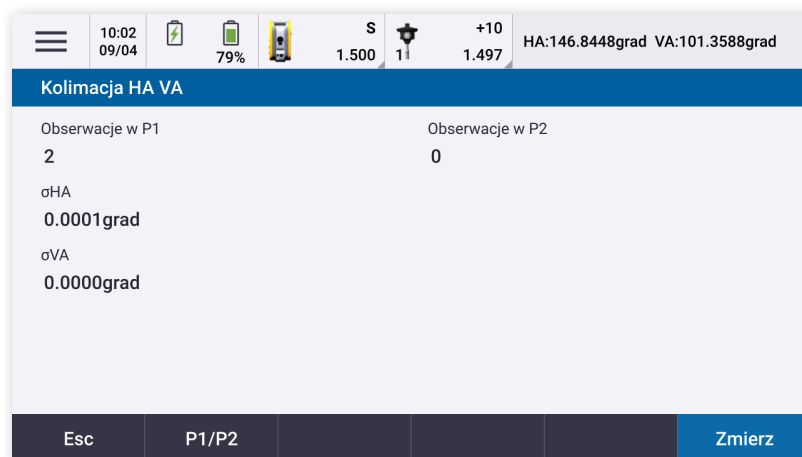 10:02
09/04
79%
S
1.500
1
+10
1.497
HA:146.8448grad VA:101.3588grad
Kolimacja HA VA
Obserwacje w P1
2
Obserwacje w P2
0
σHA
0.0001grad
σVA
0.0000grad
Esc
P1/P2
Zmierz